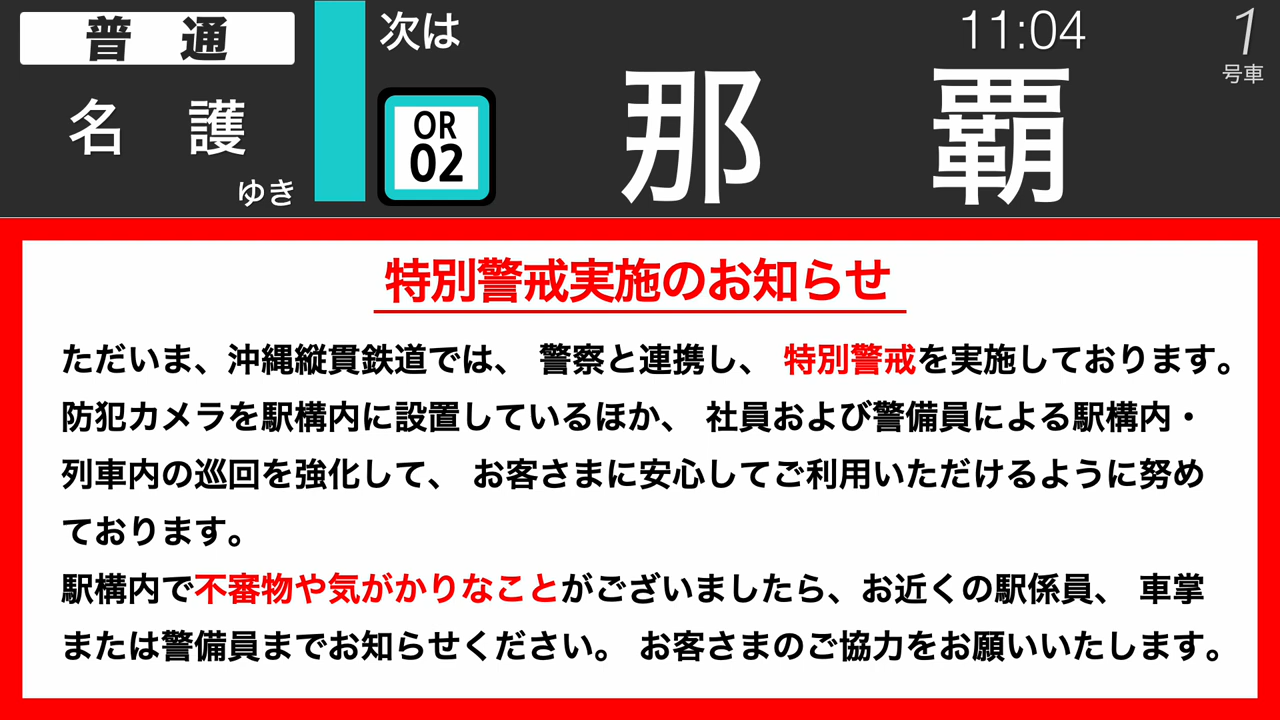 普通
名護
ゆき
次は
OR
02
那覇
11:04
1
号車
特別警戒実施のお知らせ
ただいま、沖縄縦貫鉄道では、 警察と連携し、 特別警戒を実施しております。
防犯カメラを駅構内に設置しているほか、 社員および警備員による駅構内・
列車内の巡回を強化して、 お客さまに安心してご利用いただけるように努め
ております。
駅構内で不審物や気がかりなことがございましたら、お近くの駅係員、 車掌
または警備員までお知らせください。 お客さまのご協力をお願いいたします。